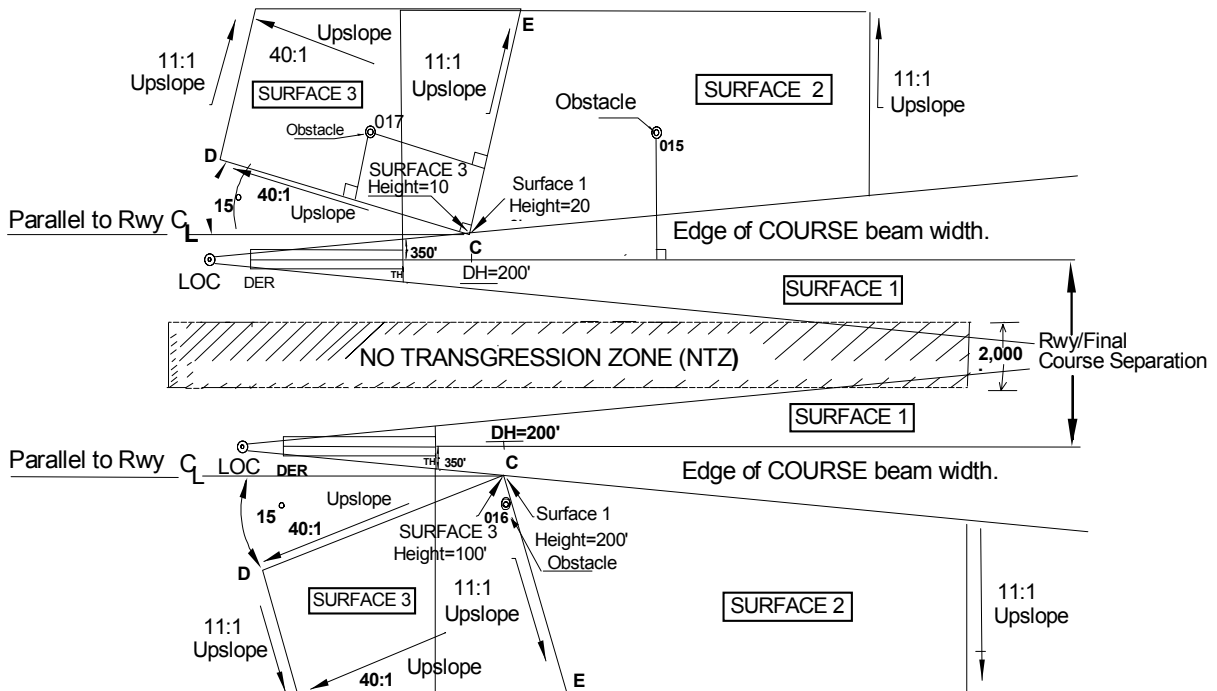 E
Upslope
40:1
11:1
Upslope
11:1
Upslope
11:1
Upslope
SURFACE 3
SURFACE 2
017
Obstacle
Obstacle
015
D
SURFACE 3
Height=10
Surface 1
Height=20
40:1
Upslope
15°
Parallel to Rwy CL
Edge of COURSE beam width.
350'
C
LOC
DER
TH
DH=200'
SURFACE 1
NO TRANSGRESSION ZONE (NTZ)
2,000
Rwy/Final
Course Separation
SURFACE 1
DH=200'
Parallel to Rwy CL
LOC
DER
TH
350'
C
Edge of COURSE beam width.
Upslope
15°
40:1
016
SURFACE 3
Height=100'
Surface 1
Height=200'
Obstacle
D
SURFACE 3
11:1
Upslope
SURFACE 2
11:1
Upslope
11:1
Upslope
Upslope
40:1
E